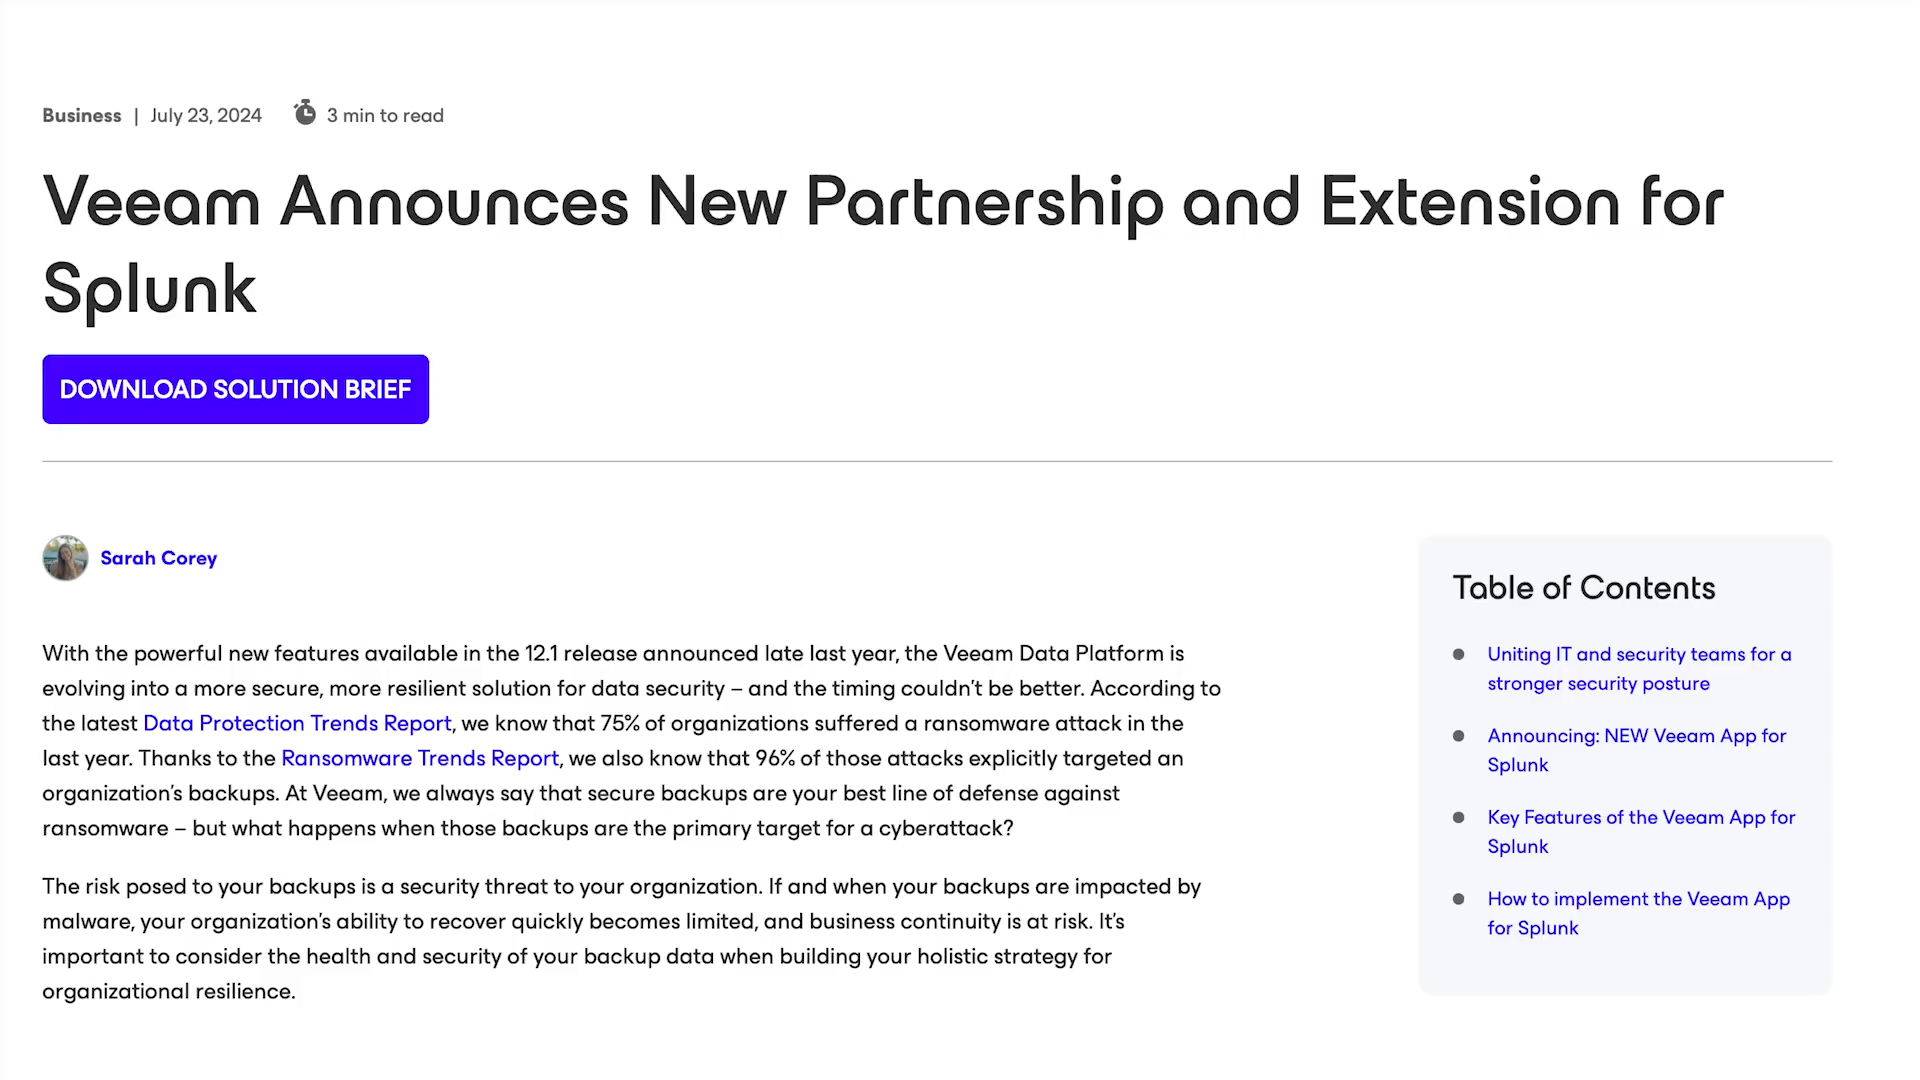 Business | July 23, 2024 3 min to read
Veeam Announces New Partnership and Extension for
Splunk
DOWNLOAD SOLUTION BRIEF
Sarah Corey
With the powerful new features available in the 12.1 release announced late last year, the Veeam Data Platform is
evolving into a more secure, more resilient solution for data security – and the timing couldn’t be better. According to
the latest Data Protection Trends Report, we know that 75% of organizations suffered a ransomware attack in the
last year. Thanks to the Ransomware Trends Report, we also know that 96% of those attacks explicitly targeted an
organization’s backups. At Veeam, we always say that secure backups are your best line of defense against
ransomware – but what happens when those backups are the primary target for a cyberattack?
The risk posed to your backups is a security threat to your organization. If and when your backups are impacted by
malware, your organization’s ability to recover quickly becomes limited, and business continuity is at risk. It’s
important to consider the health and security of your backup data when building your holistic strategy for
organizational resilience.
Table of Contents
Uniting IT and security teams for a
stronger security posture
Announcing: NEW Veeam App for
Splunk
Key Features of the Veeam App for
Splunk
How to implement the Veeam App
for Splunk